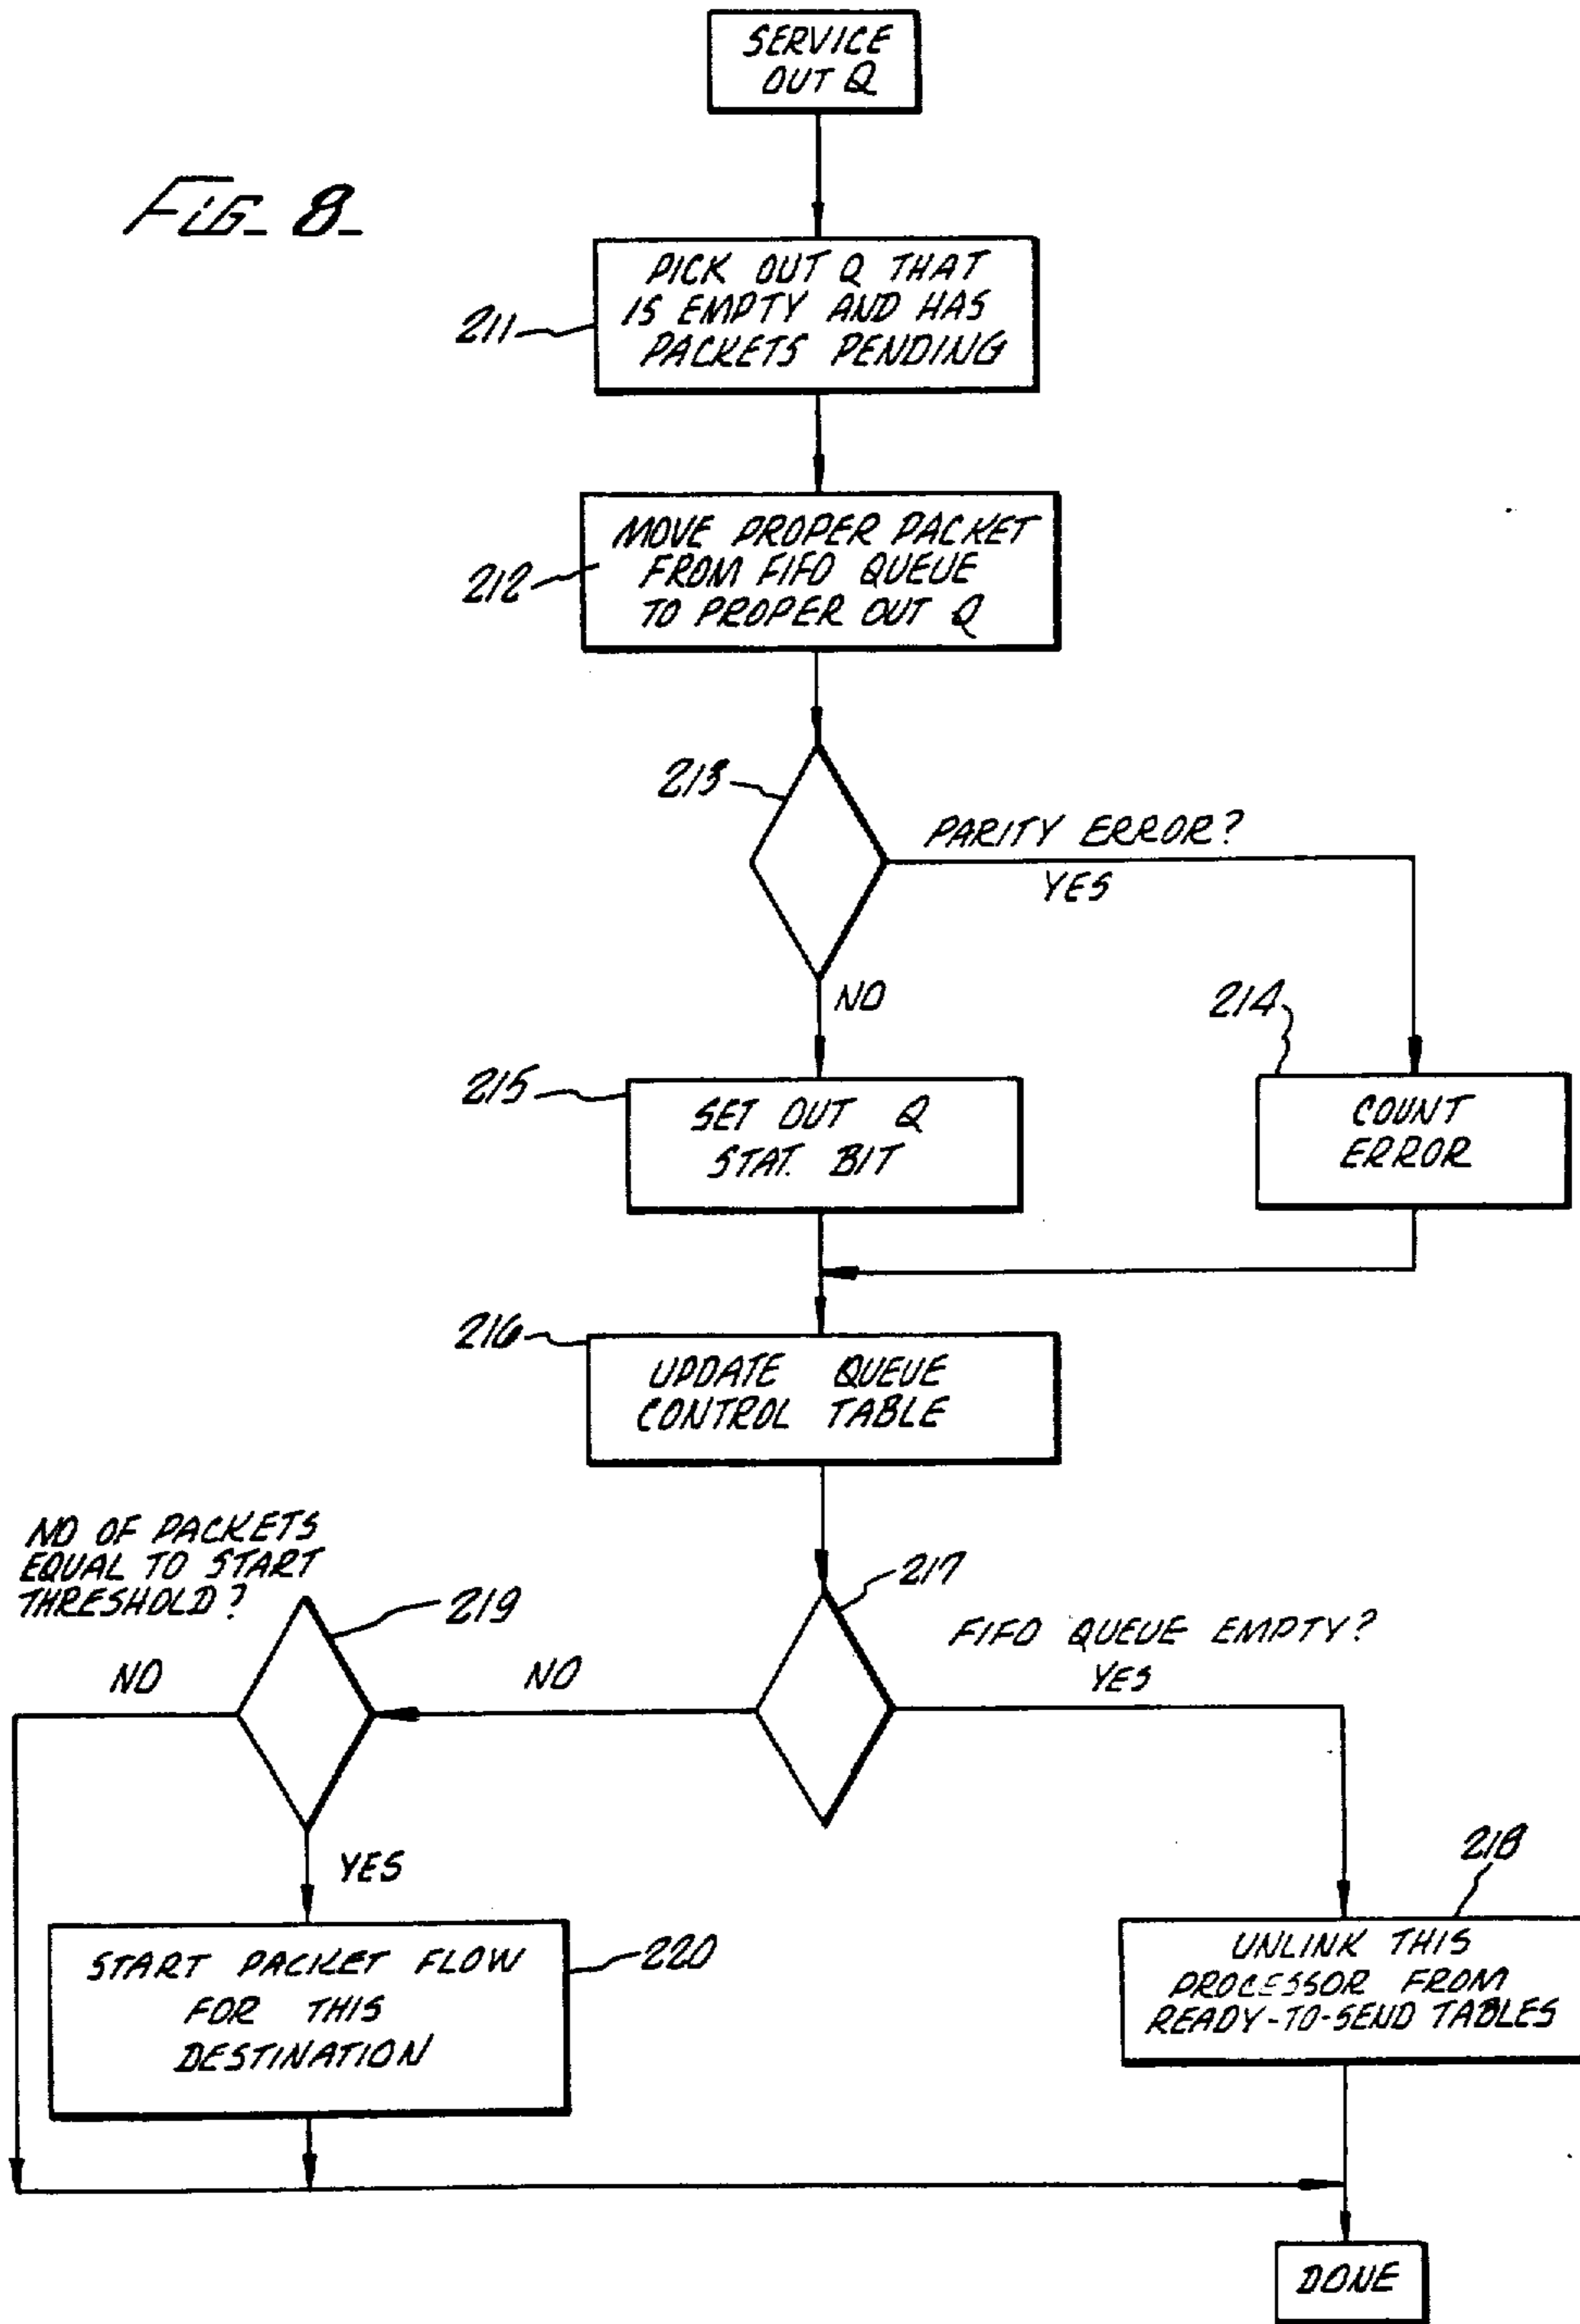 SERVICE
OUT Q
FIG. 8
PICK OUT Q THAT
IS EMPTY AND HAS
PACKETS PENDING
211
MOVE PROPER PACKET
FROM FIFO QUEUE
TO PROPER OUT Q
212
213
PARITY ERROR?
YES
NO
214
215
SET OUT Q
STAT. BIT
COUNT
ERROR
216
UPDATE QUEUE
CONTROL TABLE
NO OF PACKETS
EQUAL TO START
THRESHOLD?
219
217
FIFO QUEUE EMPTY?
YES
NO
NO
YES
218
START PACKET FLOW
FOR THIS
DESTINATION
220
UNLINK THIS
PROCESSOR FROM
READY-TO-SEND TABLES
DONE